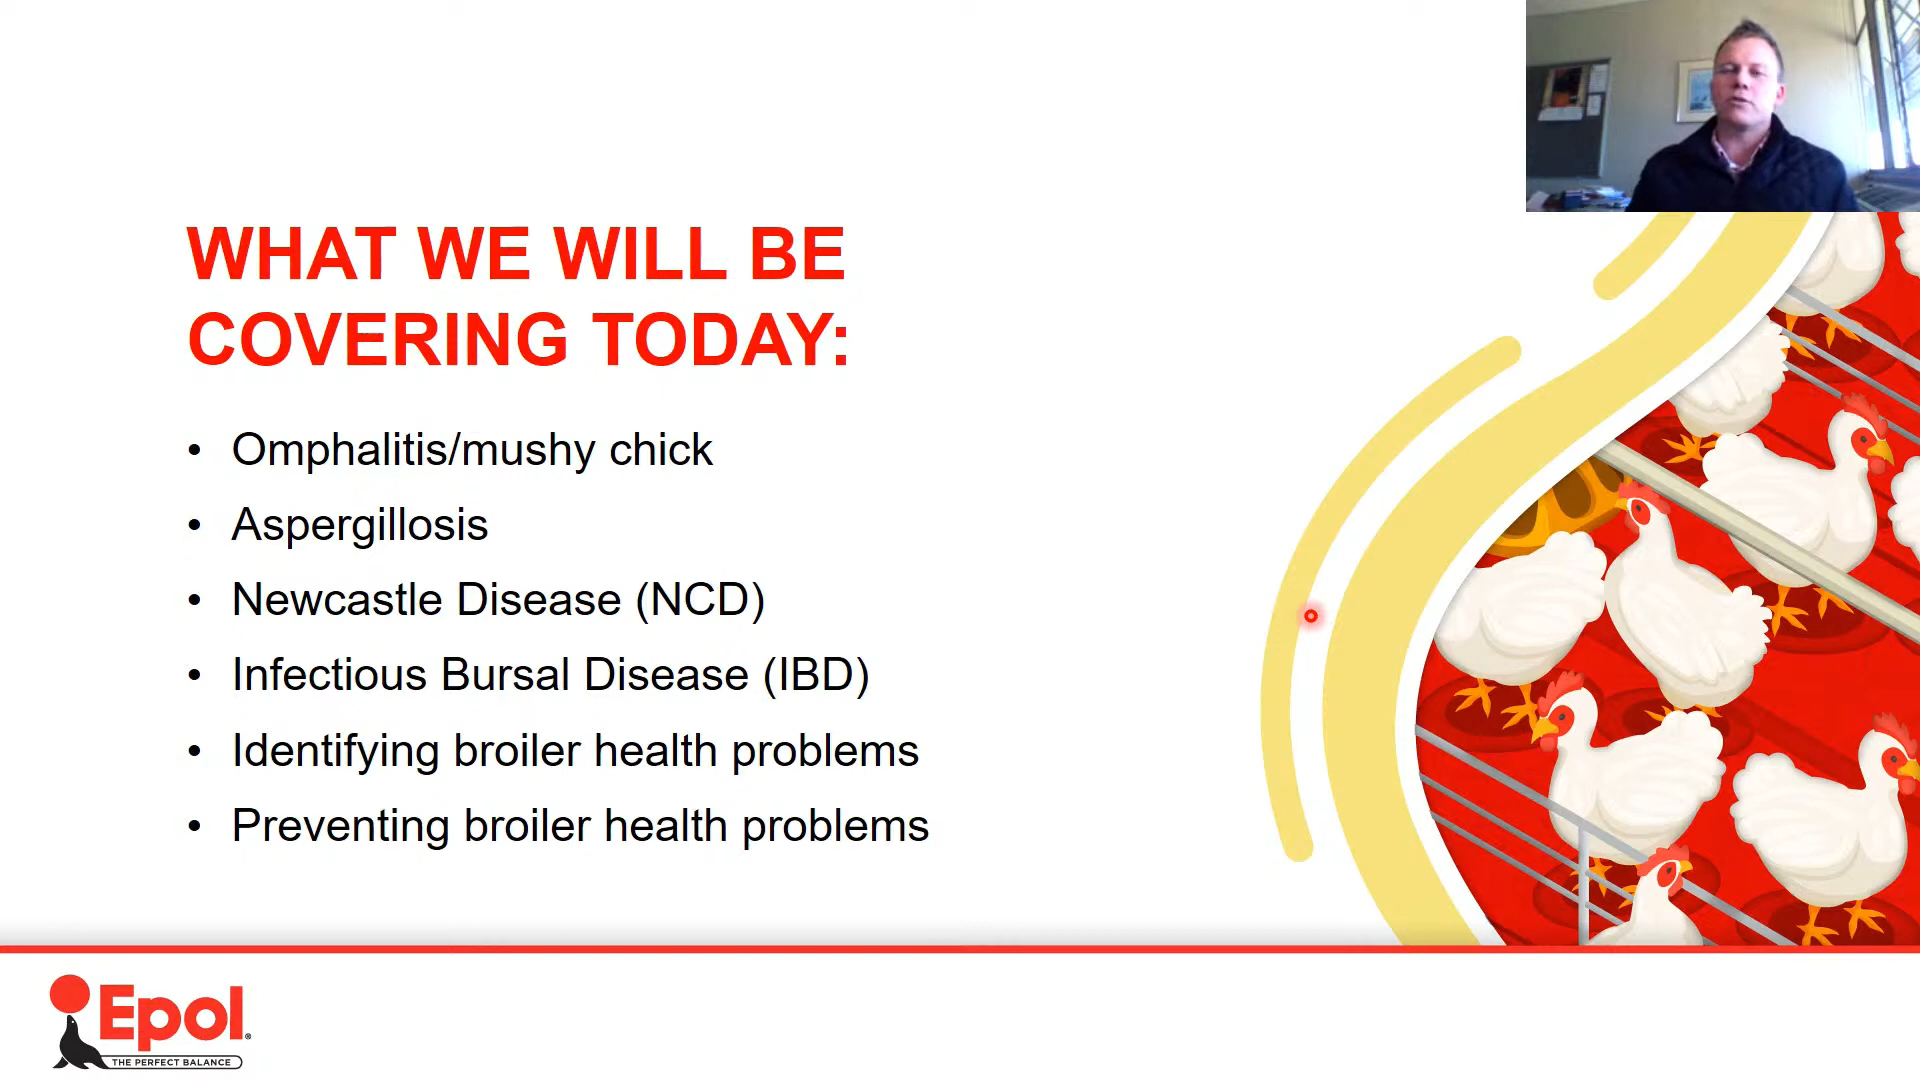 WHAT WE WILL BE
COVERING TODAY:
• Omphalitis/mushy chick
• Aspergillosis
• Newcastle Disease (NCD)
• Infectious Bursal Disease (IBD)
• Identifying broiler health problems
• Preventing broiler health problems
Epol®
THE PERFECT BALANCE